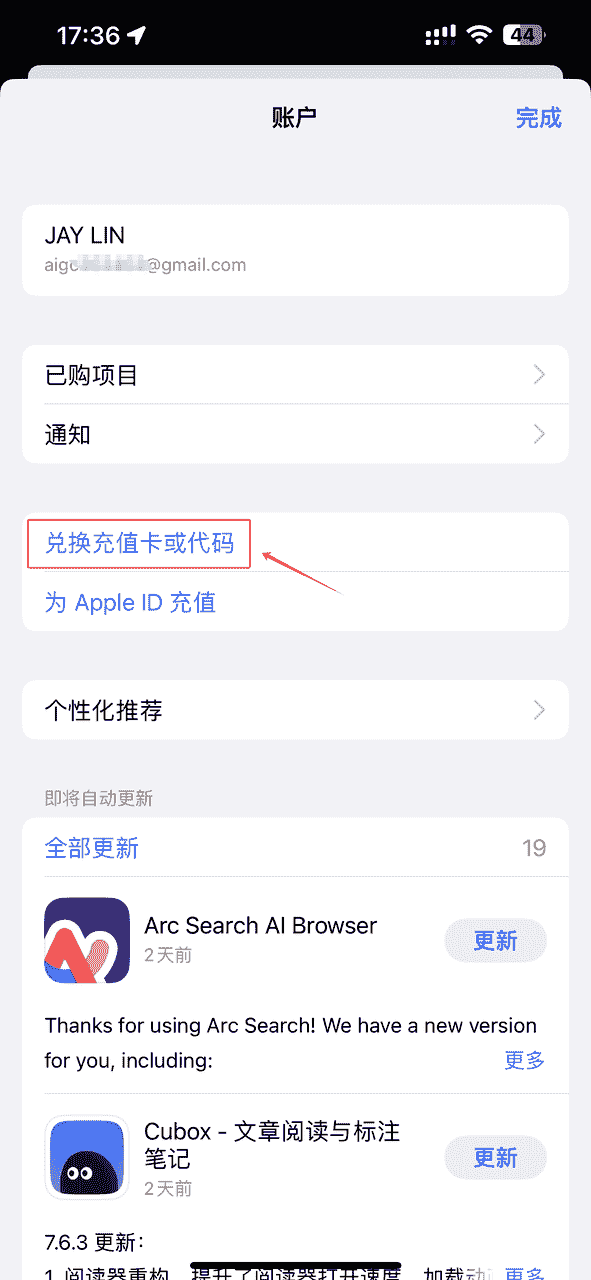 17:36
44
账户
完成
JAY LIN
@gmail.com
已购项目
通知
兑换充值卡或代码
为 Apple ID 充值
个性化推荐
即将自动更新
全部更新
19
Arc Search AI Browser
2天前
更新
Thanks for using Arc Search! We have a new version
for you, including:
更多
Cubox - 文章阅读与标注
笔记
2天前
更新
7.6.3 更新：
1. 阅读器重构，提升了阅读器打开速度，加载动
更多